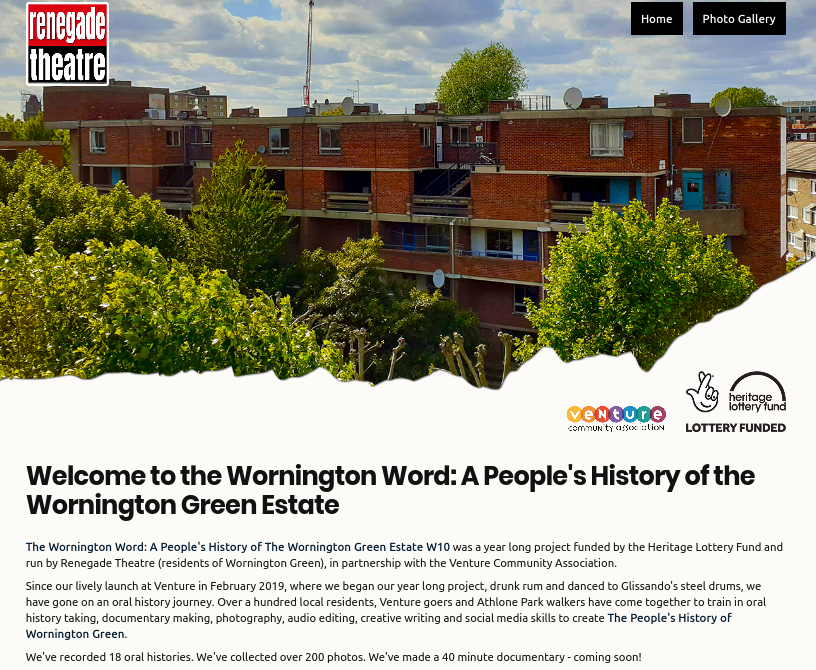 renegade
theatre
Home
Photo Gallery
venture
community association
heritage
lottery fund
LOTTERY FUNDED
Welcome to the Wornington Word: A People's History of the
Wornington Green Estate
The Wornington Word: A People's History of The Wornington Green Estate W10 was a year long project funded by the Heritage Lottery Fund and
run by Renegade Theatre (residents of Wornington Green), in partnership with the Venture Community Association.
Since our lively launch at Venture in February 2019, where we began our year long project, drunk rum and danced to Glissando's steel drums, we
have gone on an oral history journey. Over a hundred local residents, Venture goers and Athlone Park walkers have come together to train in oral
history taking, documentary making, photography, audio editing, creative writing and social media skills to create The People's History of
Wornington Green.
We've recorded 18 oral histories. We've collected over 200 photos. We've made a 40 minute documentary - coming soon!